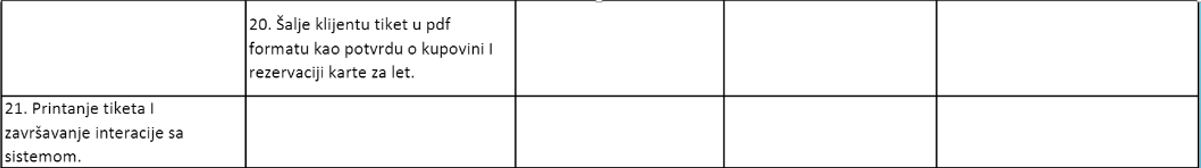 20. Šalje klijentu tiket u pdf
formatu kao potvrdu o kupovini I
rezervaciji karte za let.
21. Printanje tiketa I
završavanje interacije sa
sistemom.